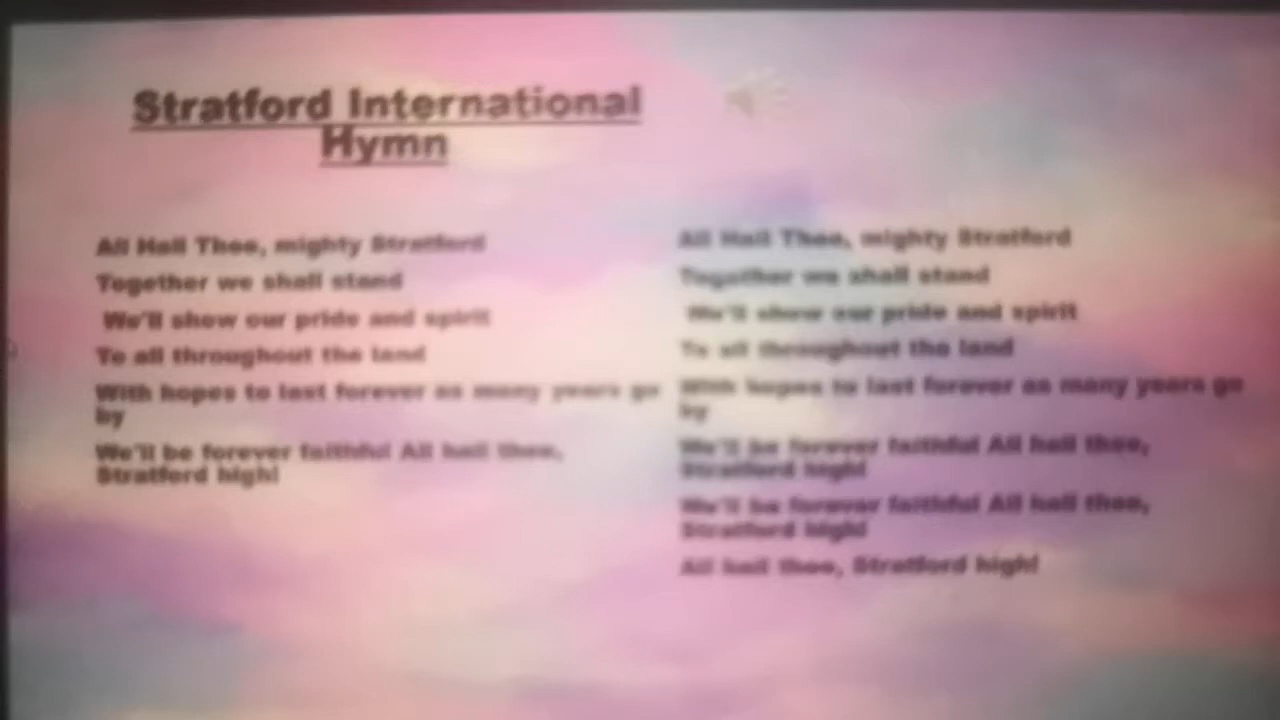 Stratford International
Hymn
All Hail Thee, mighty Stratford
Together we shall stand
We'll show our pride and spirit
To all throughout the land
With hopes to last forever as many years go
by
We'll be forever faithful All hail thee,
Stratford high!
All Hail Thee, mighty Stratford
Together we shall stand
We'll show our pride and spirit
To all throughout the land
With hopes to last forever as many years go
by
We'll be forever faithful All hail thee,
Stratford high!
We'll be forever faithful All hail thee,
Stratford high!
All hail thee, Stratford high!